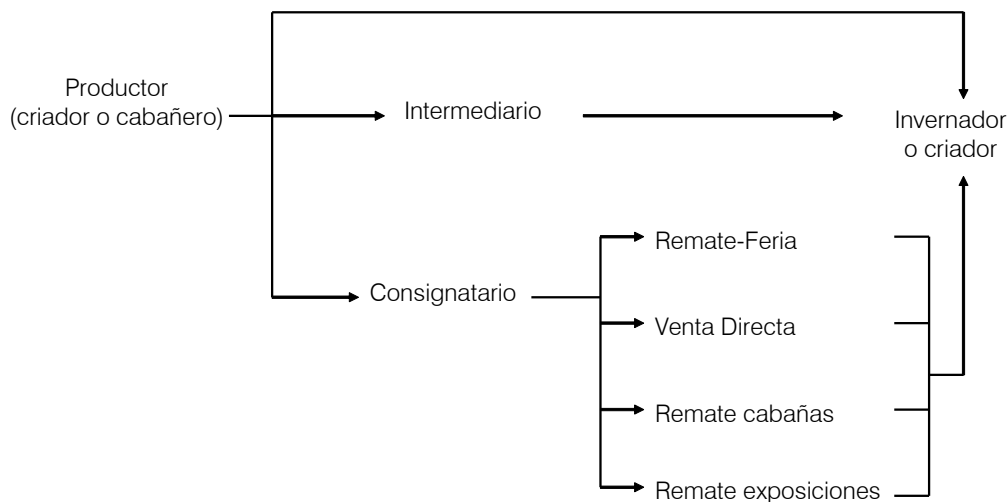 Productor
(criador o cabañero)
Intermediario
Invernador
o criador
Consignatario
Remate-Feria
Venta Directa
Remate cabañas
Remate exposiciones